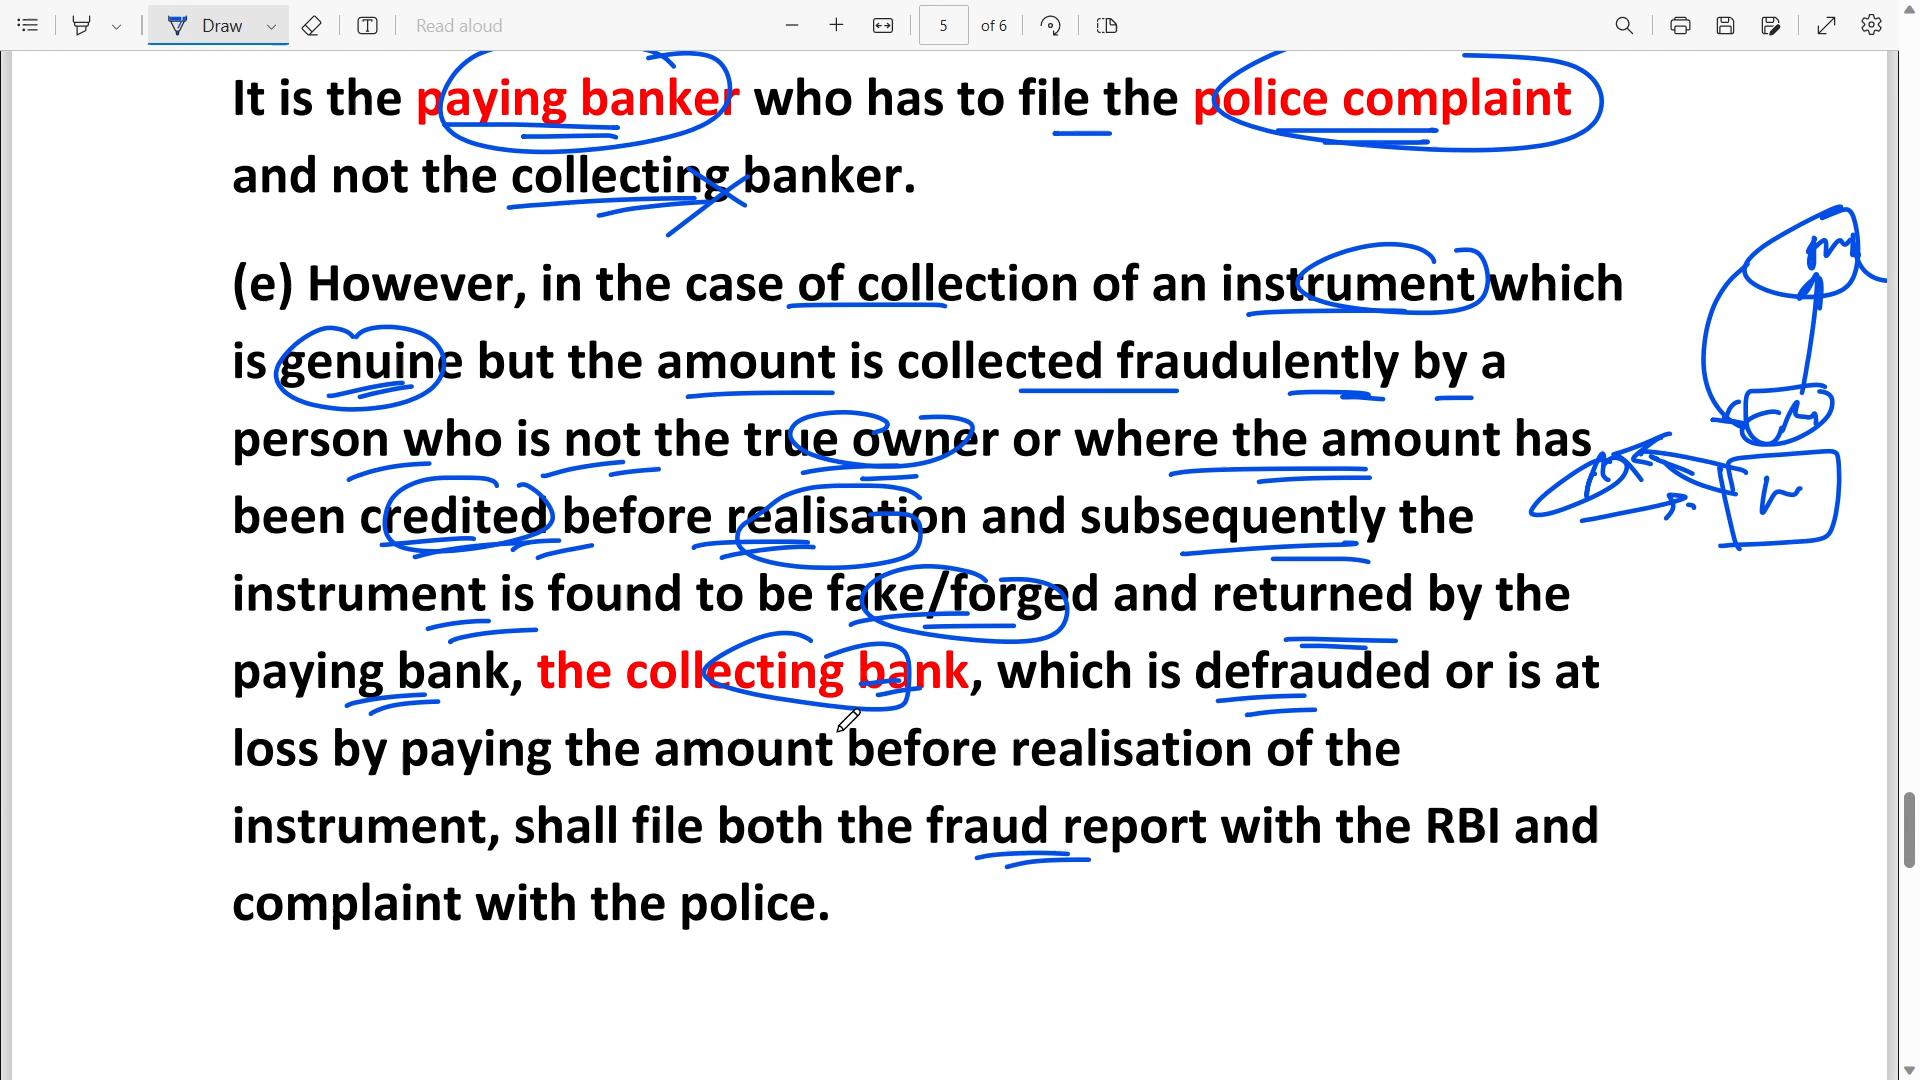 Draw
Read aloud
5 of 6
It is the paying banker who has to file the police complaint
and not the collecting banker.
(e) However, in the case of collection of an instrument which
is genuine but the amount is collected fraudulently by a
person who is not the true owner or where the amount has
been credited before realisation and subsequently the
instrument is found to be fake/forged and returned by the
paying bank, the collecting bank, which is defrauded or is at
loss by paying the amount before realisation of the
instrument, shall file both the fraud report with the RBI and
complaint with the police.